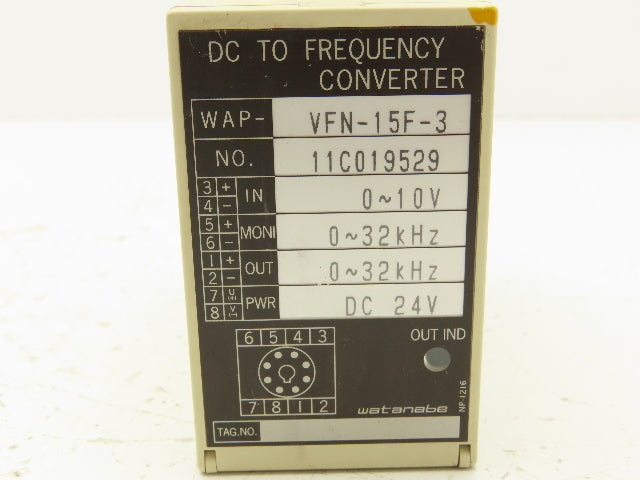 DC TO FREQUENCY
CONVERTER
WAP- VFN-15F-3
NO. 11C019529
3 + IN 0~10V
4 -
5 + MONI 0~32kHz
6 -
1 + OUT 0~32kHz
2 -
7 U(+) PWR DC 24V
8 V(-)
6 5 4 3
OUT IND
7 8 1 2
watanabe
NP-1216
TAG.NO.